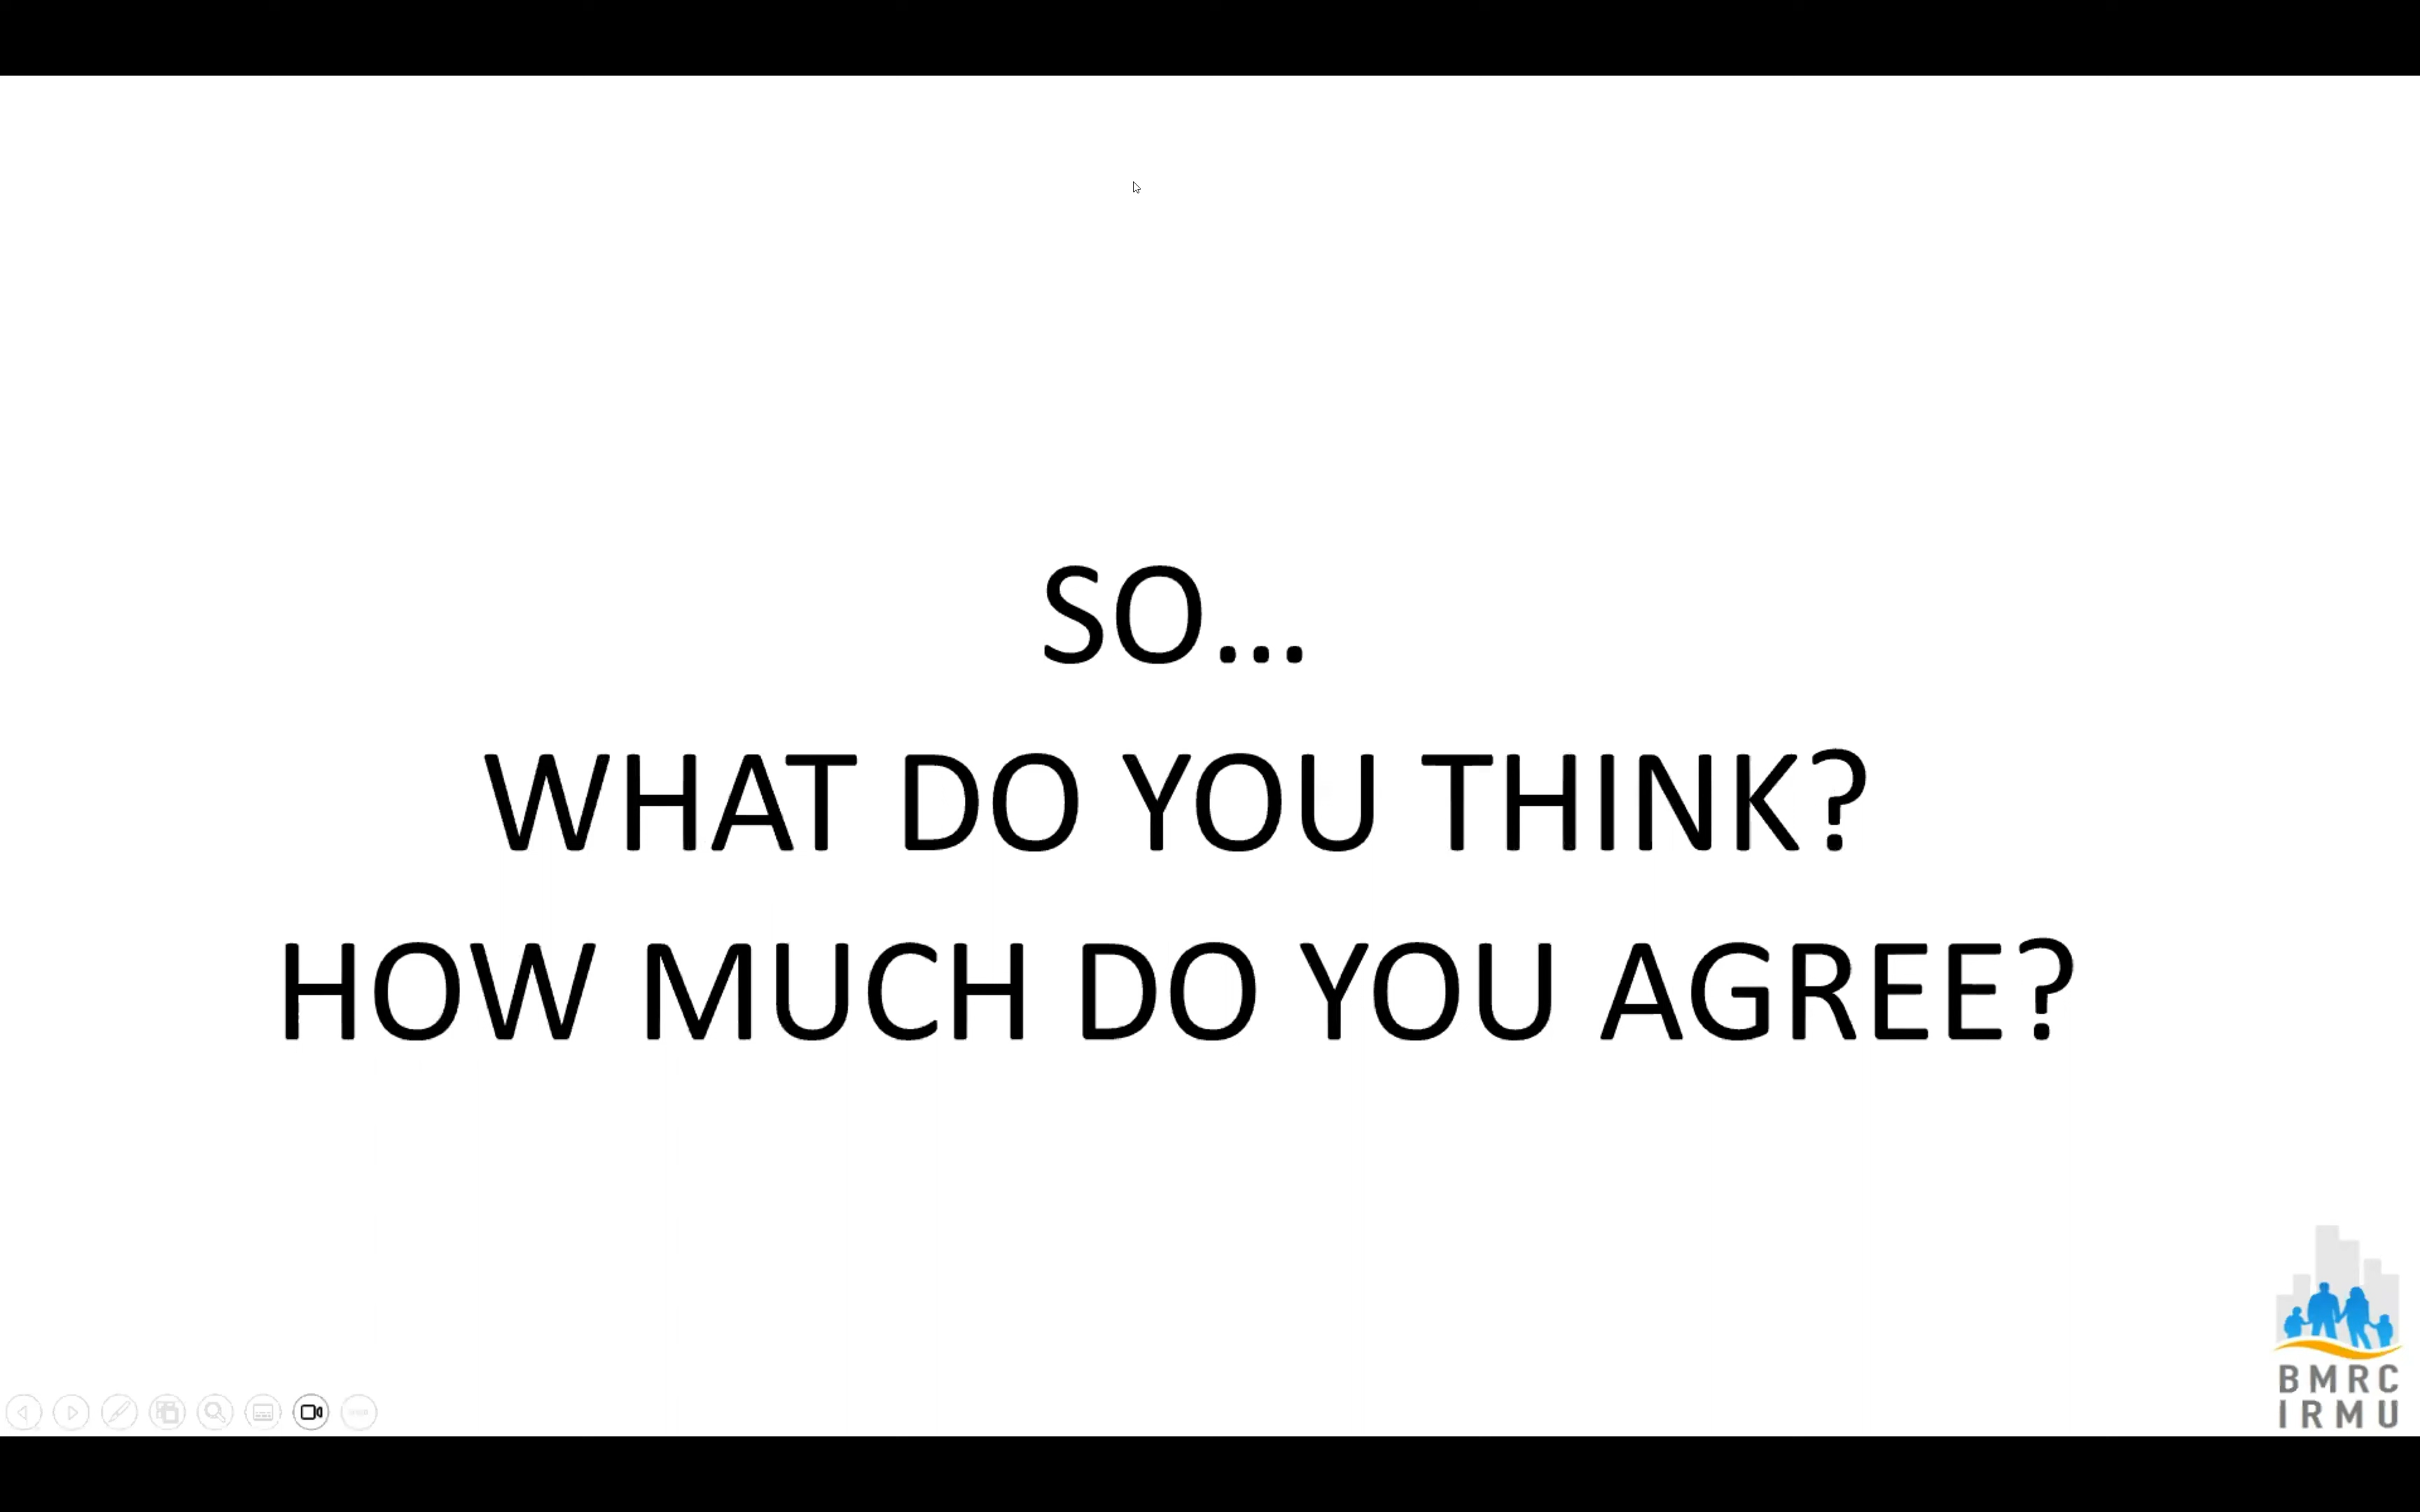 SO...
WHAT DO YOU THINK?
HOW MUCH DO YOU AGREE?
BMRC
IRMU